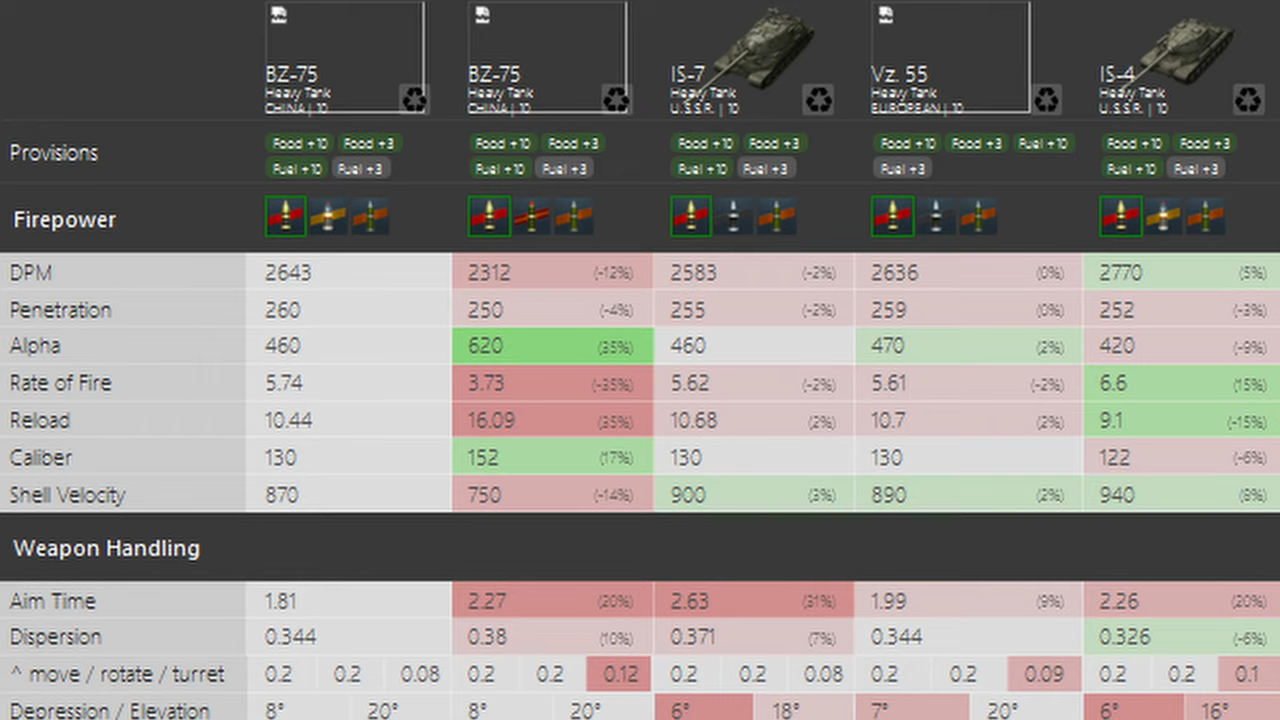 BZ-75 BZ-75 IS-7 Vz. 55 IS-4
Heavy Tank Heavy Tank Heavy Tank Heavy Tank Heavy Tank
CHINA | 10 CHINA | 10 U.S.S.R. | 10 EUROPEAN | 10 U.S.S.R. | 10
Provisions
Food +10 Food +3 Food +10 Food +3 Food +10 Food +3 Food +10 Food +3 Fuel +10 Food +10 Food +3
Fuel +10 Fuel +3 Fuel +10 Fuel +3 Fuel +10 Fuel +3 Fuel +3 Fuel +10 Fuel +3
Firepower
DPM 2643 2312 (-12%) 2583 (-2%) 2636 (0%) 2770 (5%)
Penetration 260 250 (-4%) 255 (-2%) 259 (0%) 252 (-3%)
Alpha 460 620 (35%) 460 470 (2%) 420 (-9%)
Rate of Fire 5.74 3.73 (-35%) 5.62 (-2%) 5.61 (-2%) 6.6 (15%)
Reload 10.44 16.09 (35%) 10.68 (2%) 10.7 (2%) 9.1 (-15%)
Caliber 130 152 (17%) 130 130 122 (-6%)
Shell Velocity 870 750 (-14%) 900 (3%) 890 (2%) 940 (8%)
Weapon Handling
Aim Time 1.81 2.27 (20%) 2.63 (31%) 1.99 (9%) 2.26 (20%)
Dispersion 0.344 0.38 (10%) 0.371 (7%) 0.344 0.326 (-6%)
^ move / rotate / turret 0.2 0.2 0.08 0.2 0.2 0.12 0.2 0.2 0.08 0.2 0.2 0.09 0.2 0.2 0.1
Depression / Elevation 8° 20° 8° 20° 6° 18° 7° 20° 6° 16°